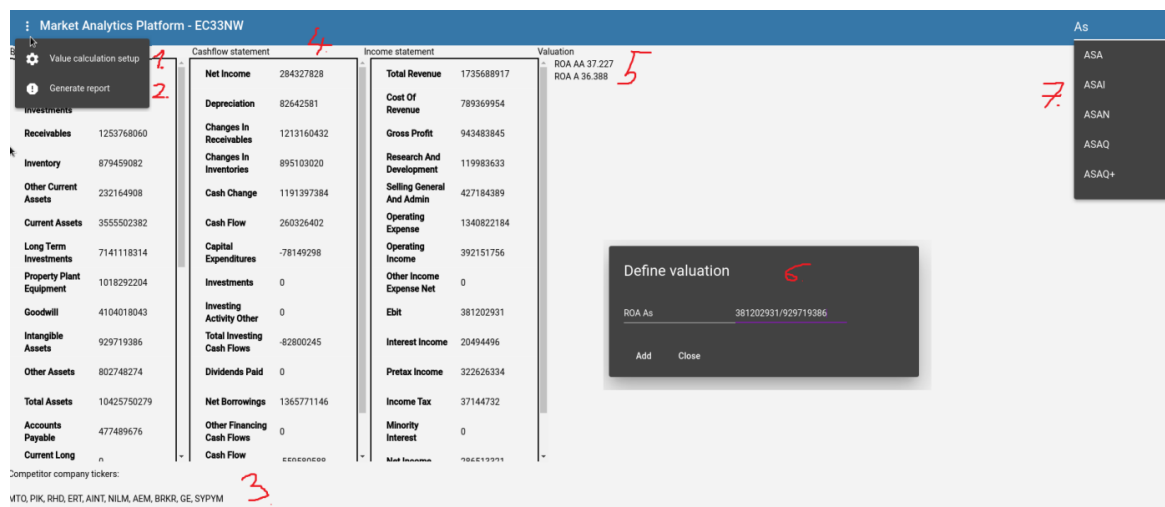 ⋮ Market Analytics Platform - EC33NW
As
Value calculation setup 1.
Generate report 2.
Cashflow statement 4.
Net Income 284327828
Depreciation 82642581
Changes In Receivables 1213160432
Changes In Inventories 895103020
Cash Change 1191397384
Cash Flow 260326402
Capital Expenditures -78149298
Investments 0
Investing Activity Other 0
Total Investing Cash Flows -82800245
Dividends Paid 0
Net Borrowings 1365771146
Other Financing Cash Flows 0
Cash Flow
Income statement
Total Revenue 1735688917
Cost Of Revenue 789369954
Gross Profit 943483845
Research And Development 119983633
Selling General And Admin 427184389
Operating Expense 1340822184
Operating Income 392151756
Other Income Expense Net 0
Ebit 381202931
Interest Income 20494496
Pretax Income 322626334
Income Tax 37144732
Minority Interest 0
Investments
Receivables 1253768060
Inventory 879459082
Other Current Assets 232164908
Current Assets 3555502382
Long Term Investments 7141118314
Property Plant Equipment 1018292204
Goodwill 4104018043
Intangible Assets 929719386
Other Assets 802748274
Total Assets 10425750279
Accounts Payable 477489676
Current Long
Valuation
ROA AA 37.227
ROA A 36.388
5
Define valuation 6
ROA As 381202931/929719386
Add Close
7.
ASA
ASAI
ASAN
ASAQ
ASAQ+
Competitor company tickers:
MTO, PIK, RHD, ERT, AINT, NILM, AEM, BRKR, GE, SYPYM
3.